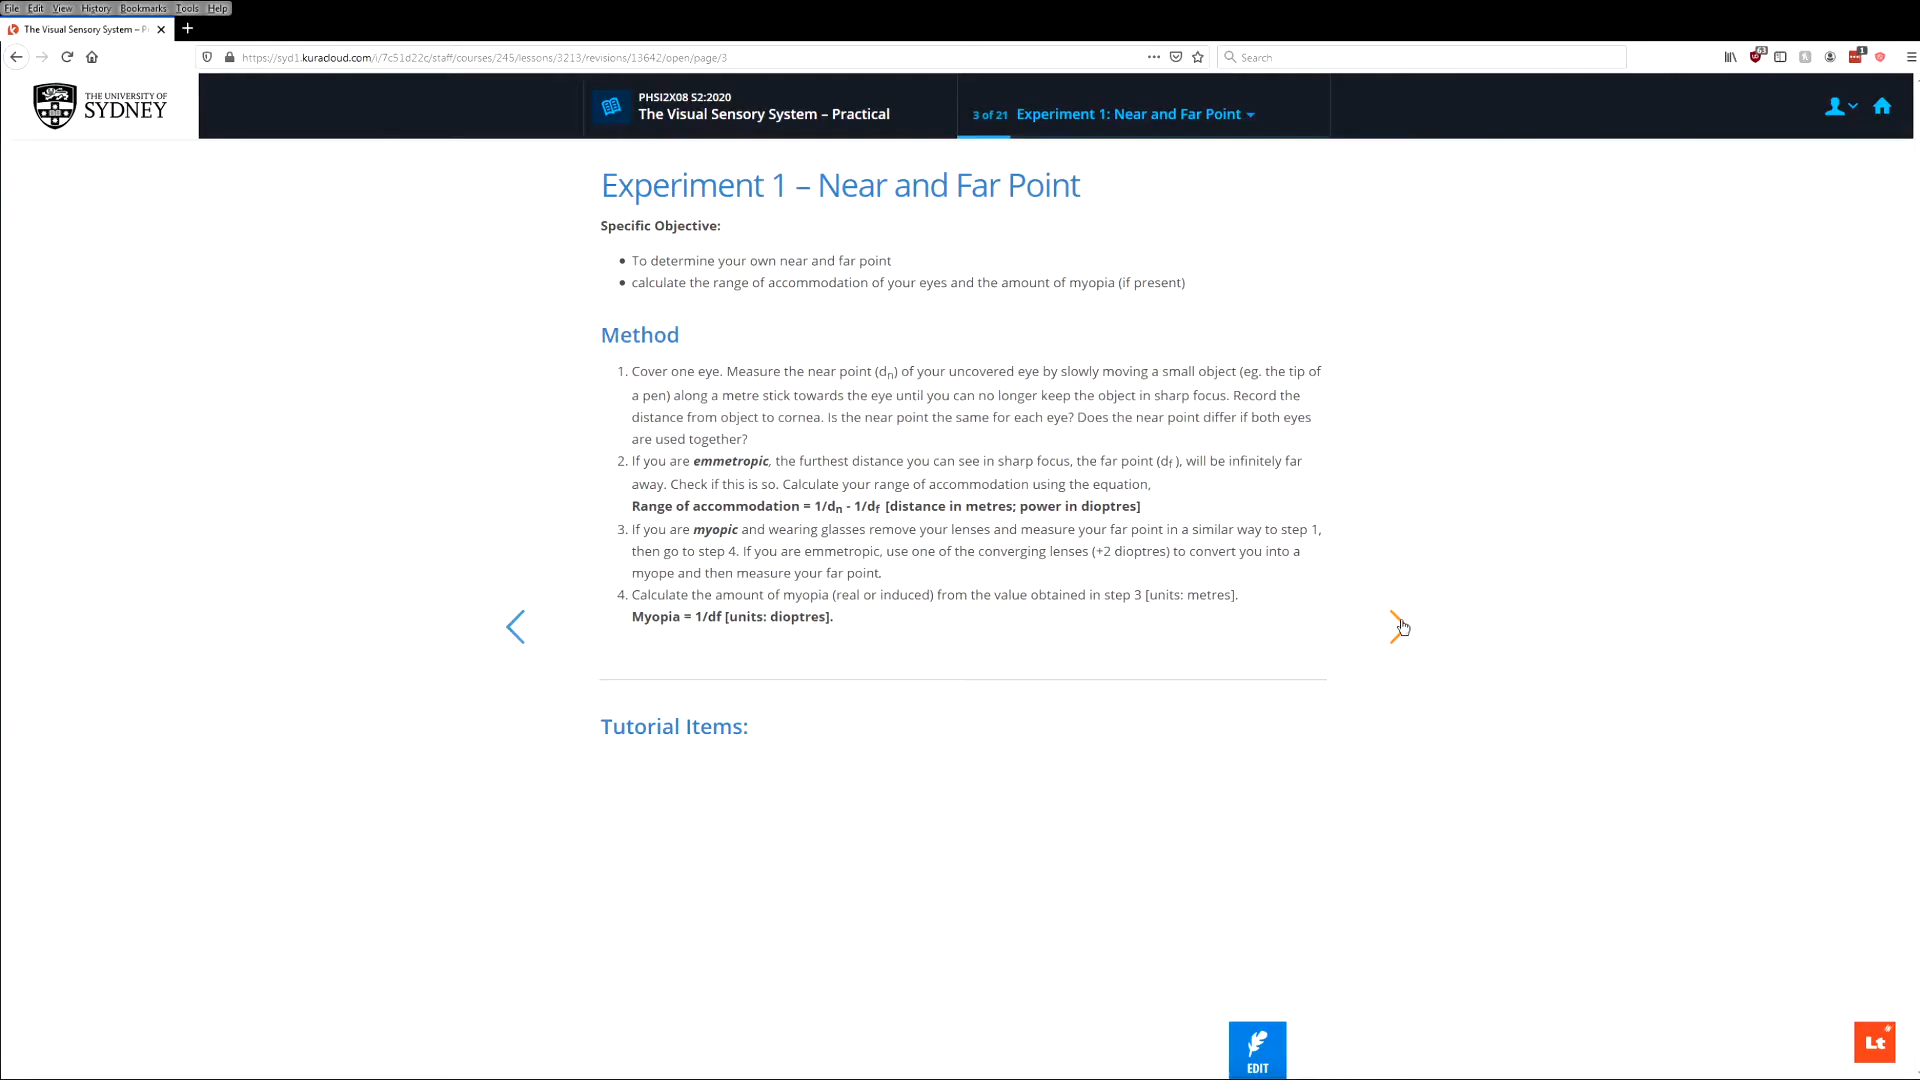 File Edit View History Bookmarks Tools Help
The Visual Sensory System – P
https://syd1.kuracloud.com/i/7c51d22c/staff/courses/245/lessons/3213/revisions/13642/open/page/3
Search
63
1
THE UNIVERSITY OF
SYDNEY
PHSI2X08 S2:2020
The Visual Sensory System – Practical
3 of 21 Experiment 1: Near and Far Point
Experiment 1 – Near and Far Point
Specific Objective:
• To determine your own near and far point
• calculate the range of accommodation of your eyes and the amount of myopia (if present)
Method
1. Cover one eye. Measure the near point (dn) of your uncovered eye by slowly moving a small object (eg. the tip of
a pen) along a metre stick towards the eye until you can no longer keep the object in sharp focus. Record the
distance from object to cornea. Is the near point the same for each eye? Does the near point differ if both eyes
are used together?
2. If you are emmetropic, the furthest distance you can see in sharp focus, the far point (df ), will be infinitely far
away. Check if this is so. Calculate your range of accommodation using the equation,
Range of accommodation = 1/dn - 1/df [distance in metres; power in dioptres]
3. If you are myopic and wearing glasses remove your lenses and measure your far point in a similar way to step 1,
then go to step 4. If you are emmetropic, use one of the converging lenses (+2 dioptres) to convert you into a
myope and then measure your far point.
4. Calculate the amount of myopia (real or induced) from the value obtained in step 3 [units: metres].
Myopia = 1/df [units: dioptres].
Tutorial Items:
EDIT
Lt